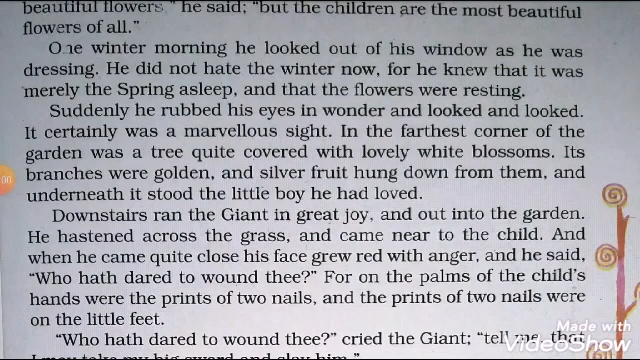 beautiful flowers," he said; "but the children are the most beautiful
flowers of all."
One winter morning he looked out of his window as he was
dressing. He did not hate the winter now, for he knew that it was
merely the Spring asleep, and that the flowers were resting.
Suddenly he rubbed his eyes in wonder and looked and looked.
It certainly was a marvellous sight. In the farthest corner of the
garden was a tree quite covered with lovely white blossoms. Its
branches were golden, and silver fruit hung down from them, and
underneath it stood the little boy he had loved.
Downstairs ran the Giant in great joy, and out into the garden.
He hastened across the grass, and came near to the child. And
when he came quite close his face grew red with anger, and he said,
"Who hath dared to wound thee?" For on the palms of the child's
hands were the prints of two nails, and the prints of two nails were
on the little feet.
"Who hath dared to wound thee?" cried the Giant; "tell me, that
I may take my big sword and slay him."
Made with
VideoShow